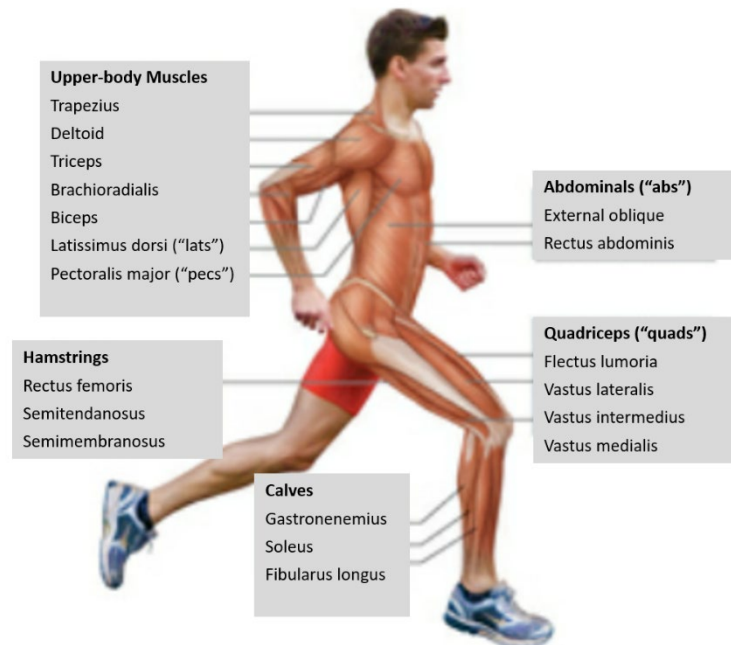 Upper-body Muscles
Trapezius
Deltoid
Triceps
Brachioradialis
Biceps
Latissimus dorsi (“lats”)
Pectoralis major (“pecs”)
Abdominals (“abs”)
External oblique
Rectus abdominis
Hamstrings
Rectus femoris
Semitendanosus
Semimembranosus
Quadriceps (“quads”)
Flectus lumoria
Vastus lateralis
Vastus intermedius
Vastus medialis
Calves
Gastronenemius
Soleus
Fibularus longus